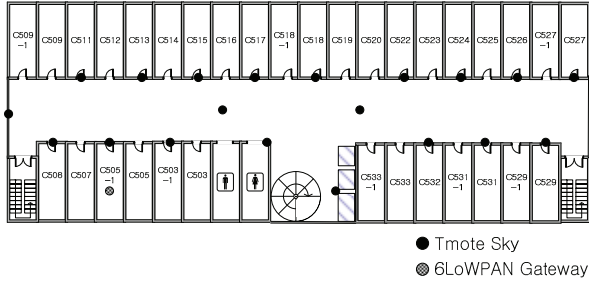 C509
-1
C509
C511
C512
C513
C514
C515
C516
C517
C518
-1
C518
C519
C520
C522
C523
C524
C525
C526
C527
-1
C527
C508
C507
C505
-1
C505
C503
-1
C503
C533
-1
C533
C532
C531
-1
C531
C529
-1
C529
Tmote Sky
6LoWPAN Gateway